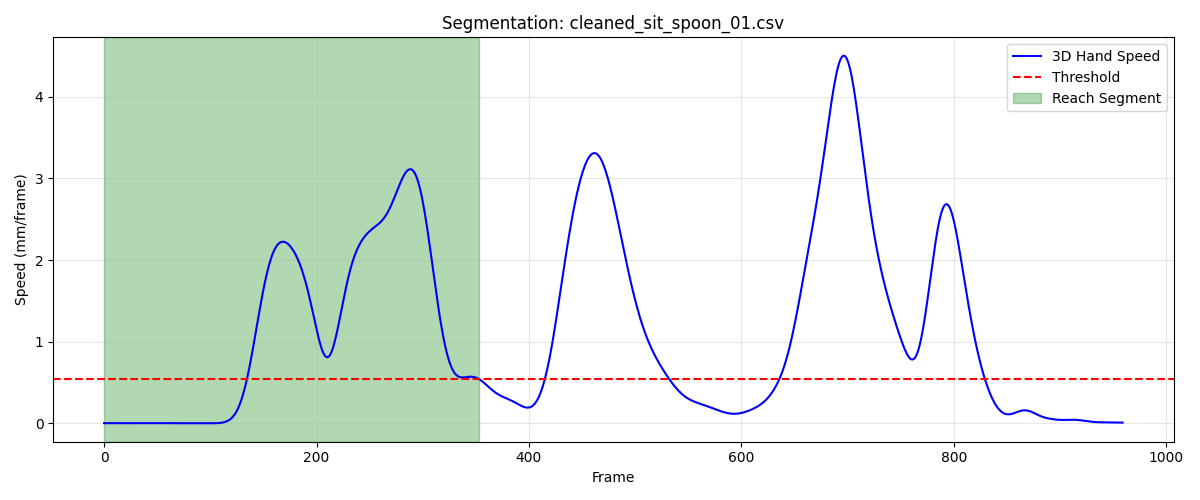 Segmentation: cleaned_sit_spoon_01.csv
3D Hand Speed
Threshold
Reach Segment
Speed (mm/frame)
4
3
2
1
0
0 200 400 600 800 1000
Frame